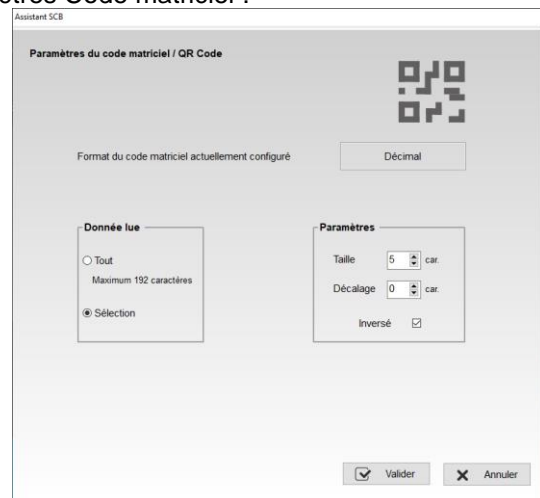 Assistant SCB
Paramètres du code matriciel / QR Code
Format du code matriciel actuellement configuré
Décimal
Donnée lue
Tout
Maximum 192 caractères
Sélection
Paramètres
Taille 5 car.
Décalage 0 car.
Inversé
Valider
Annuler